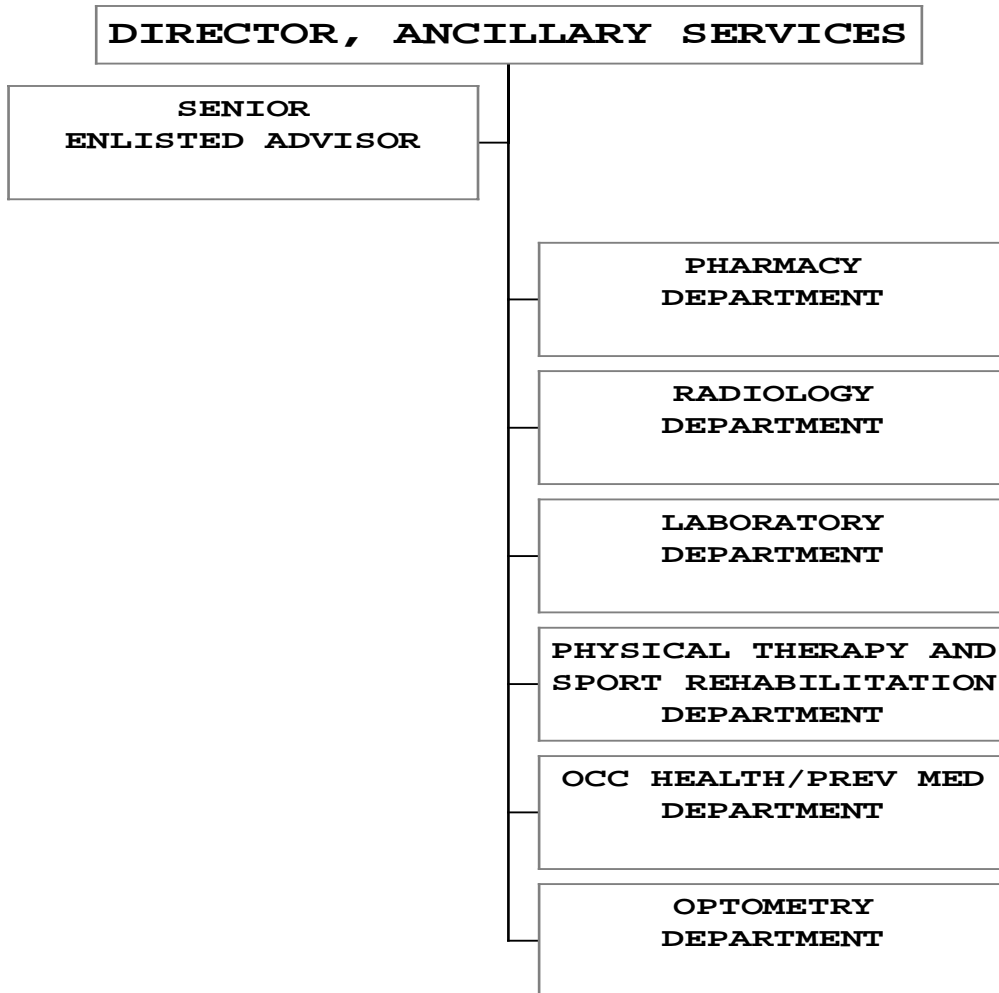 DIRECTOR, ANCILLARY SERVICES
SENIOR
ENLISTED ADVISOR
PHARMACY
DEPARTMENT
RADIOLOGY
DEPARTMENT
LABORATORY
DEPARTMENT
PHYSICAL THERAPY AND
SPORT REHABILITATION
DEPARTMENT
OCC HEALTH/PREV MED
DEPARTMENT
OPTOMETRY
DEPARTMENT